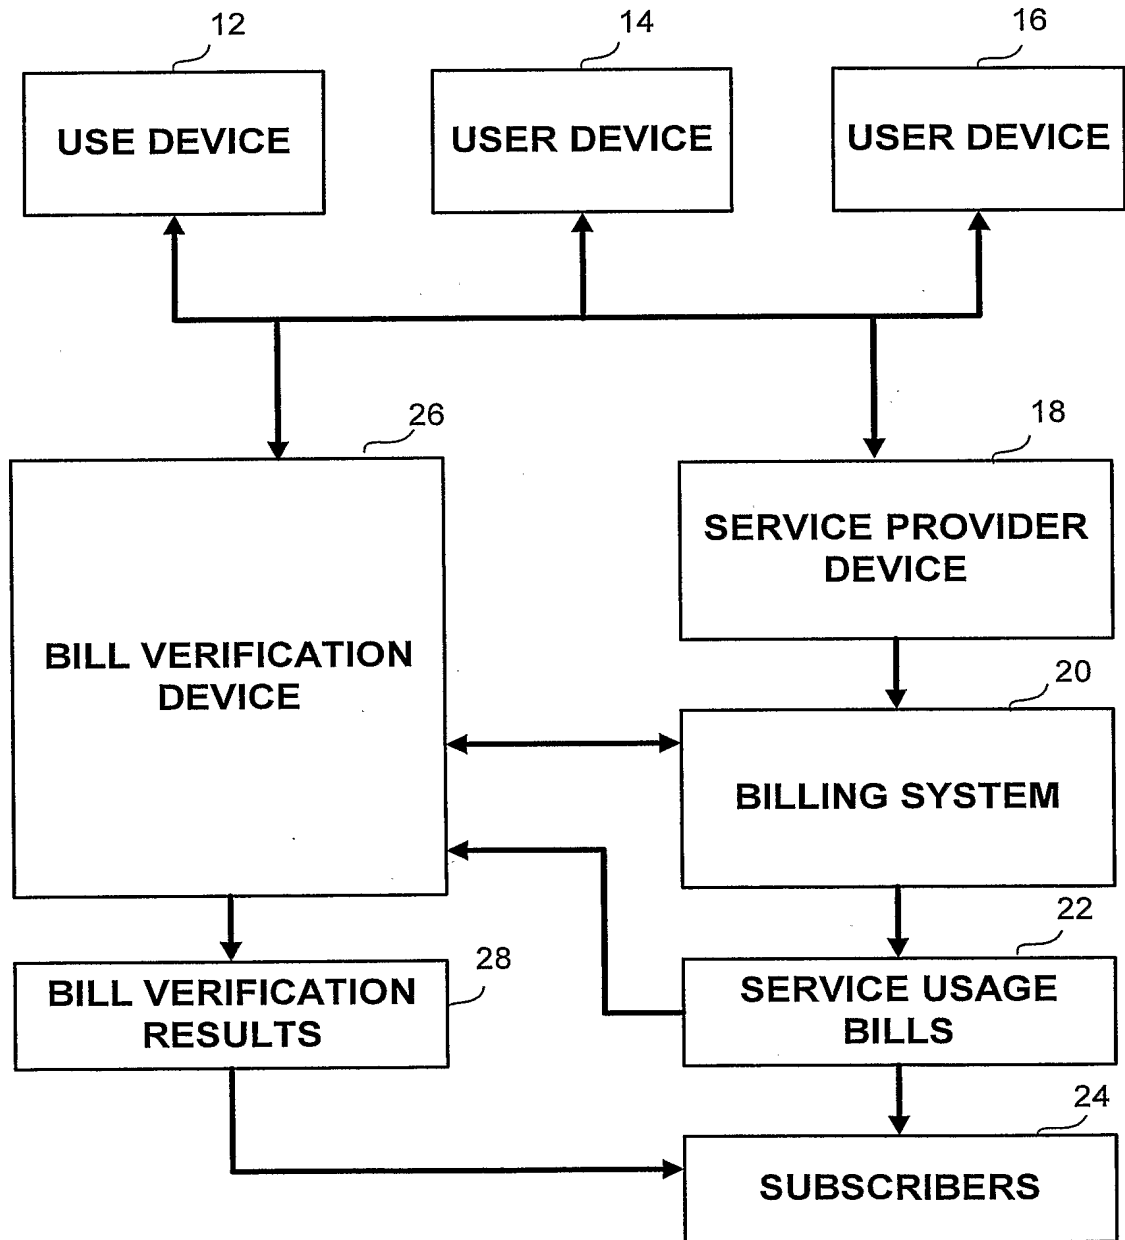 12
14
16
USE DEVICE
USER DEVICE
USER DEVICE
26
18
SERVICE PROVIDER
DEVICE
BILL VERIFICATION
DEVICE
20
BILLING SYSTEM
22
28
BILL VERIFICATION
RESULTS
SERVICE USAGE
BILLS
24
SUBSCRIBERS